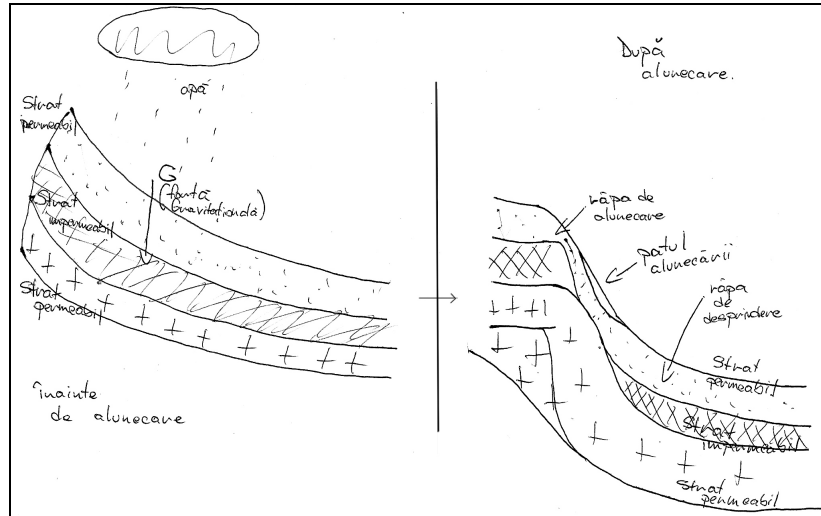 apă
Strat
permeabil
G
(forță
Gravitațională)
Strat
impermeabil
Strat
permeabil
înainte
de alunecare
După
alunecare.
râpa de
alunecare
patul
alunecării
râpa
de
desprindere
Strat
permeabil
Strat
impermeabil
Strat
permeabil